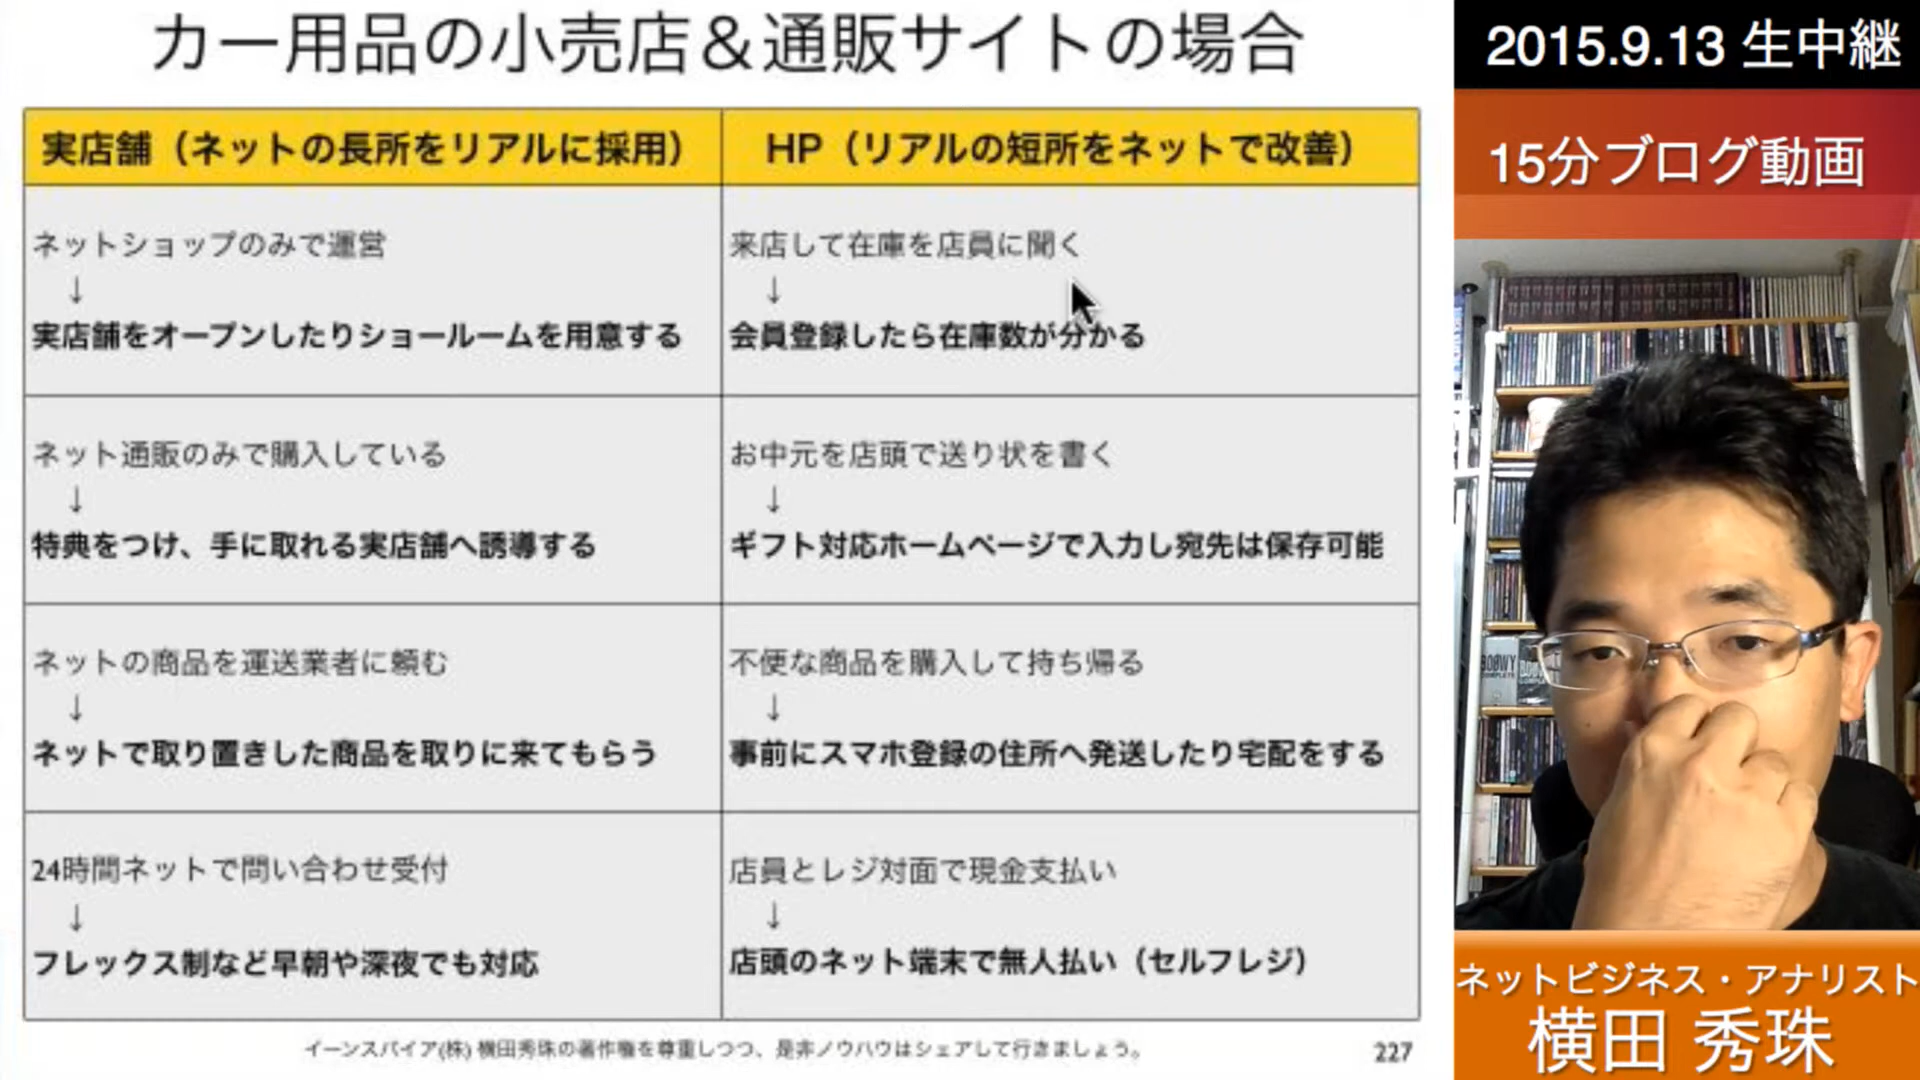 カー用品の小売店＆通販サイトの場合
実店舗（ネットの長所をリアルに採用）
HP（リアルの短所をネットで改善）
ネットショップのみで運営
↓
実店舗をオープンしたりショールームを用意する
来店して在庫を店員に聞く
↓
会員登録したら在庫数が分かる
ネット通販のみで購入している
↓
特典をつけ、手に取れる実店舗へ誘導する
お中元を店頭で送り状を書く
↓
ギフト対応ホームページで入力し宛先は保存可能
ネットの商品を運送業者に頼む
↓
ネットで取り置きした商品を取りに来てもらう
不便な商品を購入して持ち帰る
↓
事前にスマホ登録の住所へ発送したり宅配をする
24時間ネットで問い合わせ受付
↓
フレックス制など早朝や深夜でも対応
店員とレジ対面で現金支払い
↓
店頭のネット端末で無人払い（セルフレジ）
イーンスパイア(株) 横田秀珠の著作権を尊重しつつ、是非ノウハウはシェアして行きましょう。
227
2015.9.13 生中継
15分ブログ動画
BOØWY
COMPLETE
ネットビジネス・アナリスト
横田 秀珠